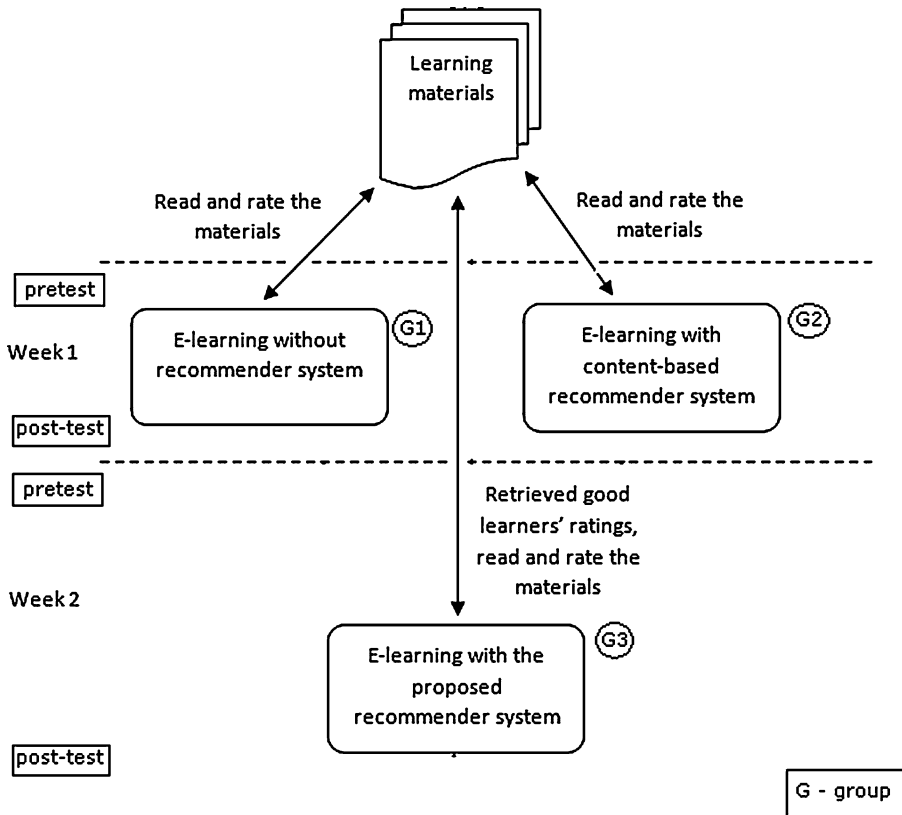 Learning
materials
Read and rate the
materials
Read and rate the
materials
pretest
G1
G2
E-learning without
recommender system
E-learning with
content-based
recommender system
Week 1
post-test
pretest
Retrieved good
learners' ratings,
read and rate the
materials
Week 2
G3
E-learning with the
proposed
recommender system
post-test
G - group